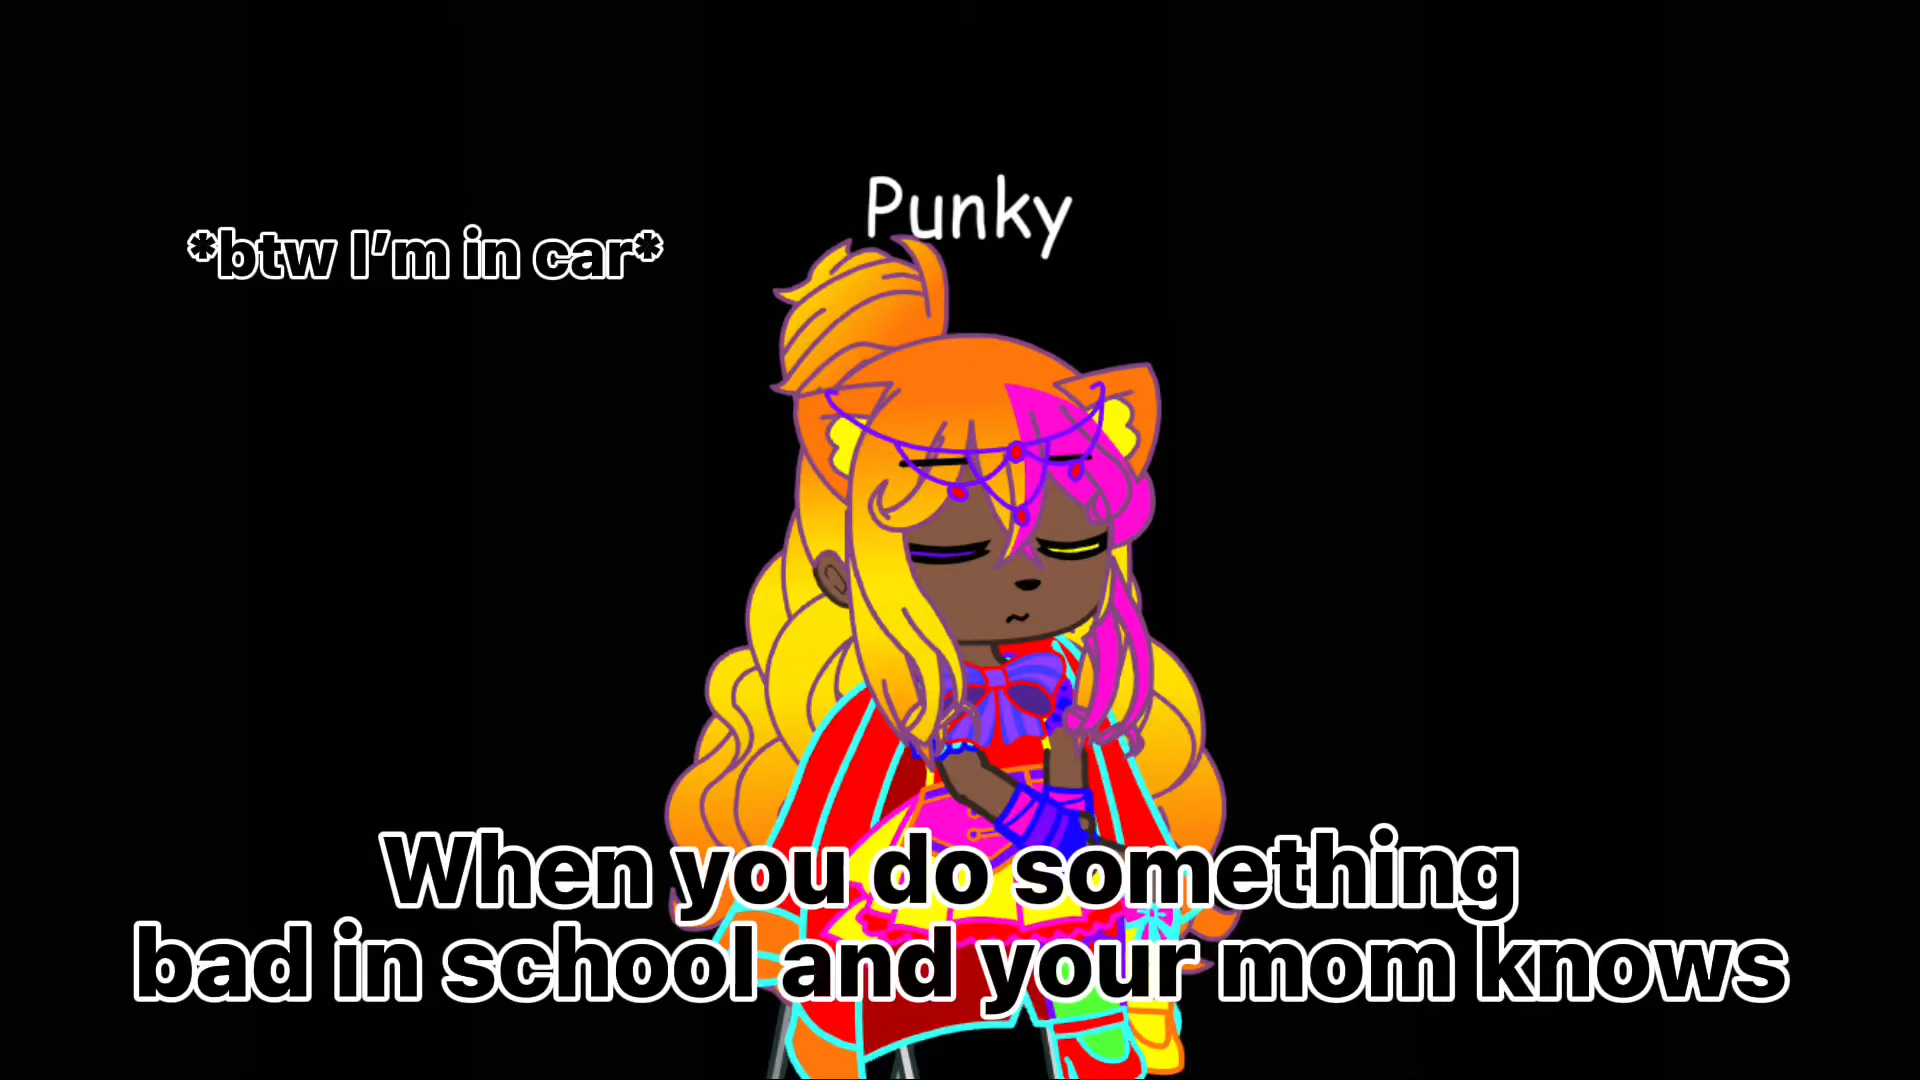 Punky
*btw I’m in car*
When you do something
bad in school and your mom knows